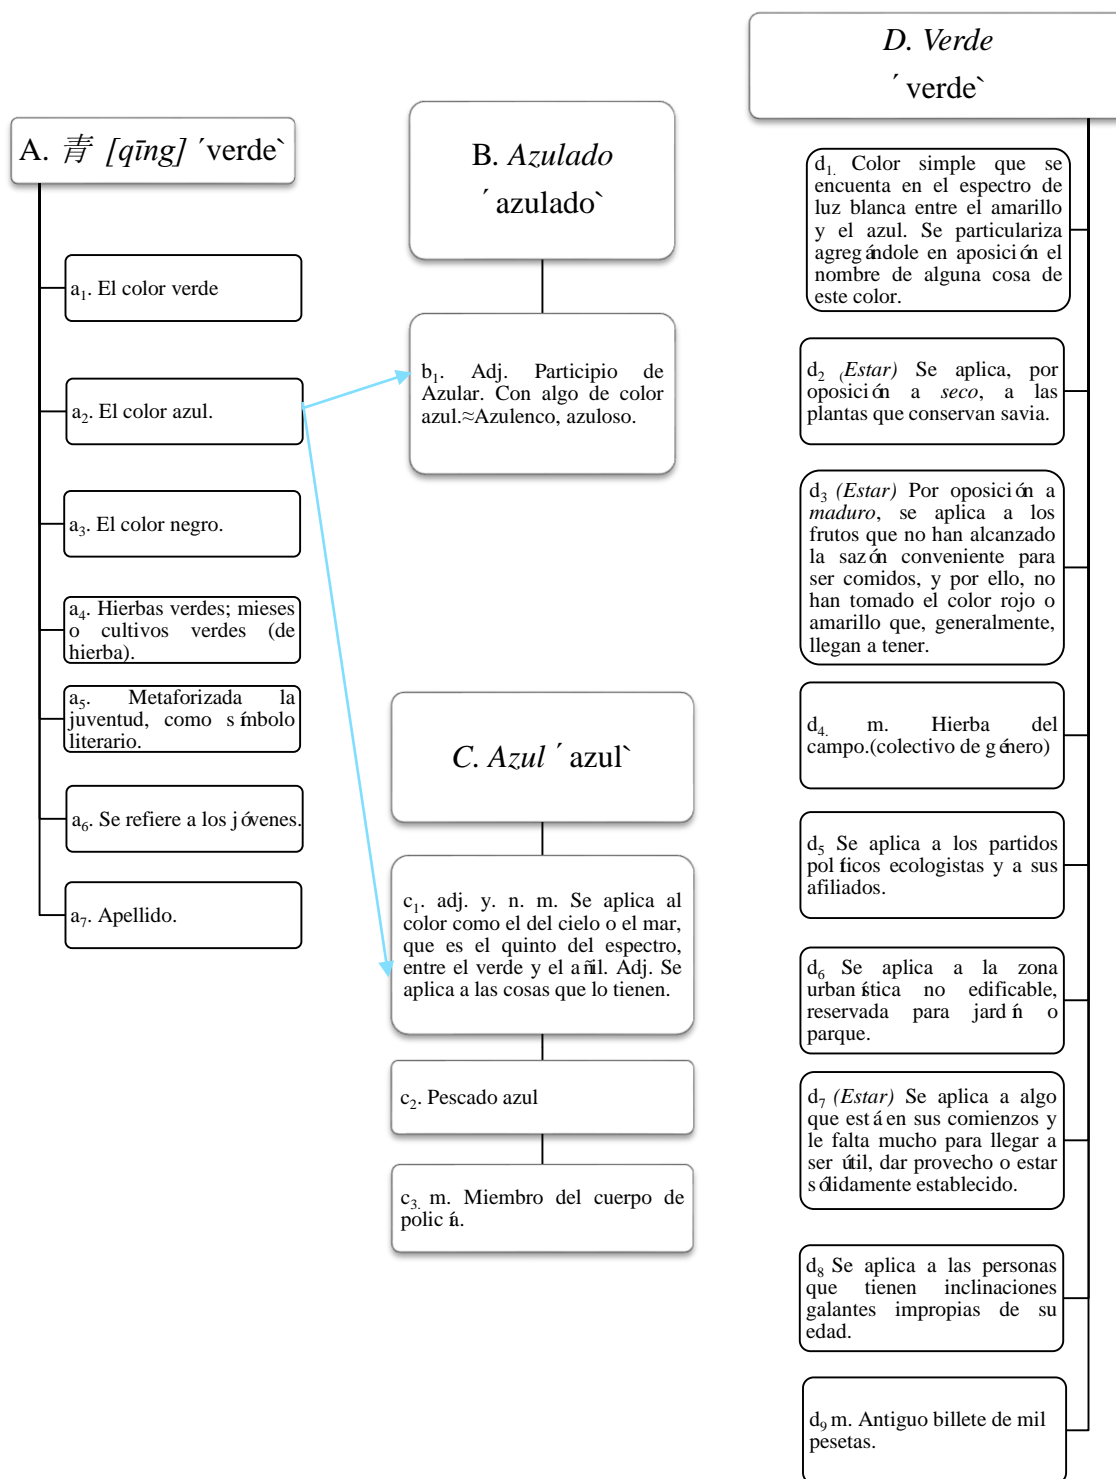 A. 青 [qīng] ´verde`
a1. El color verde
a2. El color azul.
a3. El color negro.
a4. Hierbas verdes; mieses
o cultivos verdes (de
hierba).
a5. Metaforizada la
juventud, como símbolo
literario.
a6. Se refiere a los jóvenes.
a7. Apellido.
B. Azulado
´azulado`
b1. Adj. Participio de
Azular. Con algo de color
azul.≈Azulenco, azuloso.
C. Azul ´azul`
c1. adj. y. n. m. Se aplica al
color como el del cielo o el mar,
que es el quinto del espectro,
entre el verde y el añil. Adj. Se
aplica a las cosas que lo tienen.
c2. Pescado azul
c3. m. Miembro del cuerpo de
policía.
D. Verde
´verde`
d1. Color simple que se
encuenta en el espectro de
luz blanca entre el amarillo
y el azul. Se particulariza
agregándole en aposición el
nombre de alguna cosa de
este color.
d2 (Estar) Se aplica, por
oposición a seco, a las
plantas que conservan savia.
d3 (Estar) Por oposición a
maduro, se aplica a los
frutos que no han alcanzado
la sazón conveniente para
ser comidos, y por ello, no
han tomado el color rojo o
amarillo que, generalmente,
llegan a tener.
d4. m. Hierba del
campo.(colectivo de género)
d5 Se aplica a los partidos
políticos ecologistas y a sus
afiliados.
d6 Se aplica a la zona
urbanística no edificable,
reservada para jardín o
parque.
d7 (Estar) Se aplica a algo
que está en sus comienzos y
le falta mucho para llegar a
ser útil, dar provecho o estar
sólidamente establecido.
d8 Se aplica a las personas
que tienen inclinaciones
galantes impropias de su
edad.
d9 m. Antiguo billete de mil
pesetas.